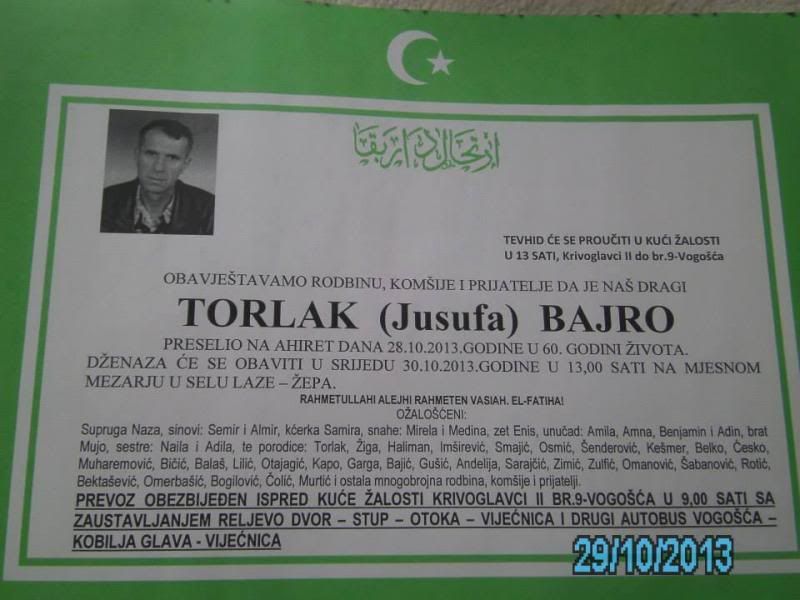 ارتحال دار بقا
TEVHID ĆE SE PROUČITI U KUĆI ŽALOSTI
U 13 SATI, Krivoglavci II do br.9-Vogošća
OBAVJEŠTAVAMO RODBINU, KOMŠIJE I PRIJATELJE DA JE NAŠ DRAGI
TORLAK (Jusufa) BAJRO
PRESELIO NA AHIRET DANA 28.10.2013.GODINE U 60. GODINI ŽIVOTA.
DŽENAZA ĆE SE OBAVITI U SRIJEDU 30.10.2013.GODINE U 13,00 SATI NA MJESNOM
MEZARJU U SELU LAZE – ŽEPA.
RAHMETULLAHI ALEJHI RAHMETEN VASIAH. EL-FATIHA!
OŽALOŠĆENI:
Supruga Naza, sinovi: Semir i Almir, kćerka Samira, snahe: Mirela i Medina, zet Enis, unučad: Amila, Amna, Benjamin i Adin, brat
Mujo, sestre: Naila i Adila, te porodice: Torlak, Žiga, Haliman, Imširević, Smajić, Osmić, Šenderović, Kešmer, Belko, Ćesko,
Muharemović, Bičić, Balaš, Lilić, Otajagić, Kapo, Garga, Bajić, Gušić, Andelija, Sarajčić, Zimić, Zulfić, Omanović, Šabanović, Rotić,
Bektašević, Omerbašić, Bogilović, Čolić, Murtić i ostala mnogobrojna rodbina, komšije i prijatelji.
PREVOZ OBEZBIJEĐEN ISPRED KUĆE ŽALOSTI KRIVOGLAVCI II BR.9-VOGOŠĆA U 9,00 SATI SA
ZAUSTAVLJANJEM RELJEVO DVOR – STUP – OTOKA – VIJEĆNICA I DRUGI AUTOBUS VOGOŠĆA –
KOBILJA GLAVA - VIJEĆNICA
29/10/2013